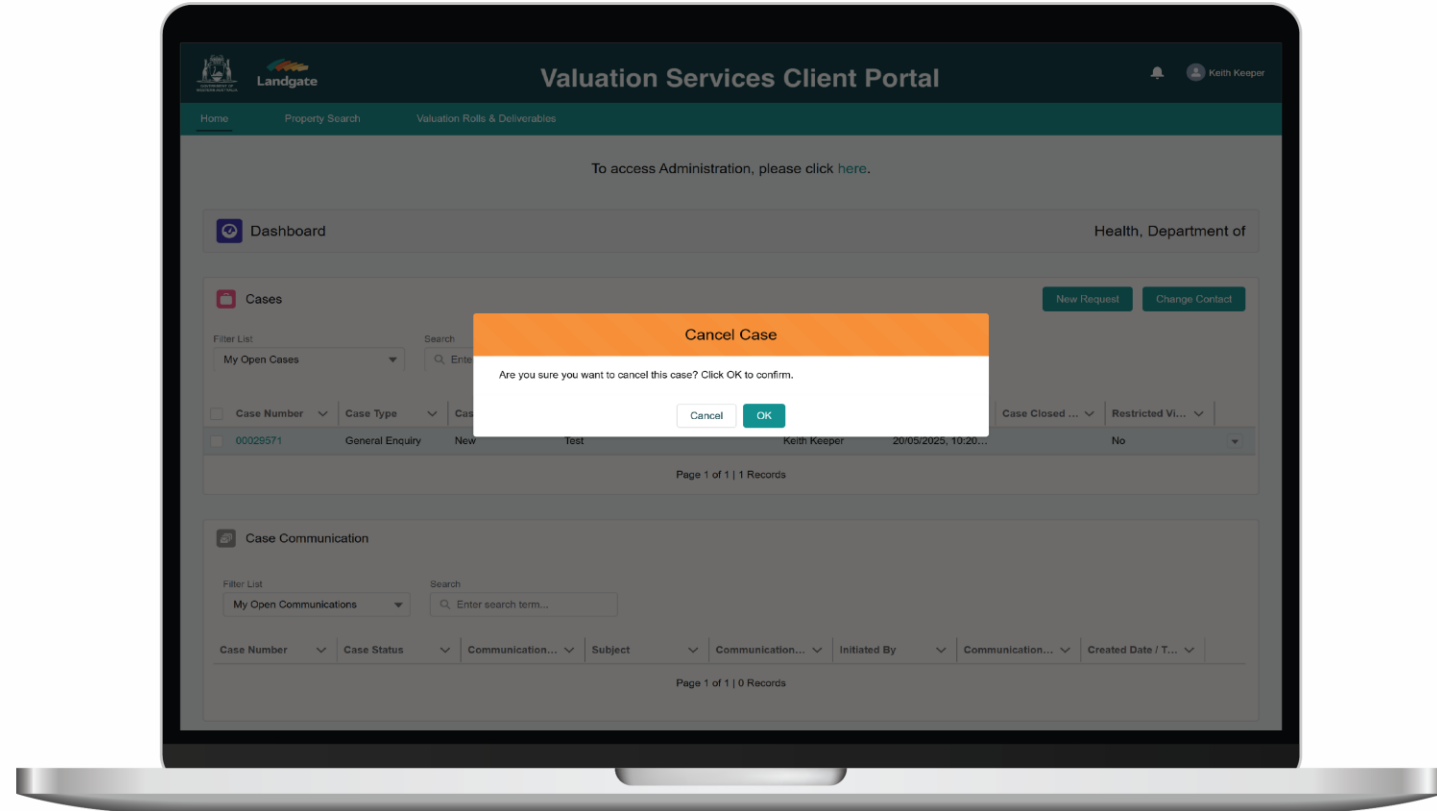 Landgate
Valuation Services Client Portal
Keith Keeper
Home Property Search Valuation Rolls & Deliverables
To access Administration, please click here.
Dashboard Health, Department of
Cases New Request Change Contact
Filter List Search
My Open Cases Ente
Cancel Case
Are you sure you want to cancel this case? Click OK to confirm.
Cancel OK
Case Number Case Type Cas Case Closed ... Restricted Vi...
00029571 General Enquiry New Test Keith Keeper 20/05/2025, 10:20... No
Page 1 of 1 | 1 Records
Case Communication
Filter List Search
My Open Communications Enter search term...
Case Number Case Status Communication... Subject Communication... Initiated By Communication... Created Date / T...
Page 1 of 1 | 0 Records